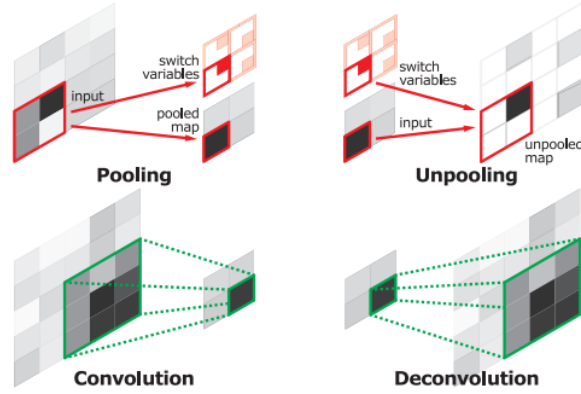 switch
variables
input
pooled
map
Pooling
switch
variables
input
unpooled
map
Unpooling
Convolution
Deconvolution